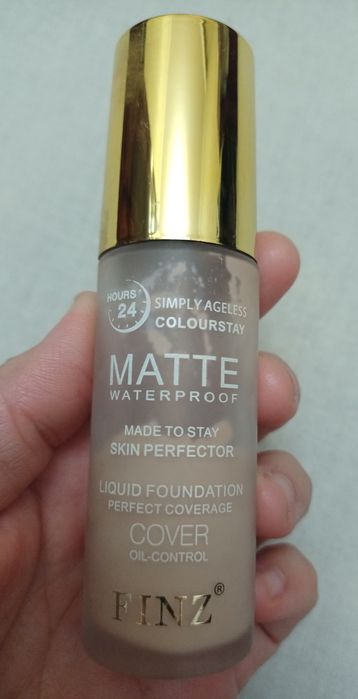 HOURS
24
SIMPLY AGELESS
COLOURSTAY
MATTE
WATERPROOF
MADE TO STAY
SKIN PERFECTOR
LIQUID FOUNDATION
PERFECT COVERAGE
COVER
OIL-CONTROL
FINZ®